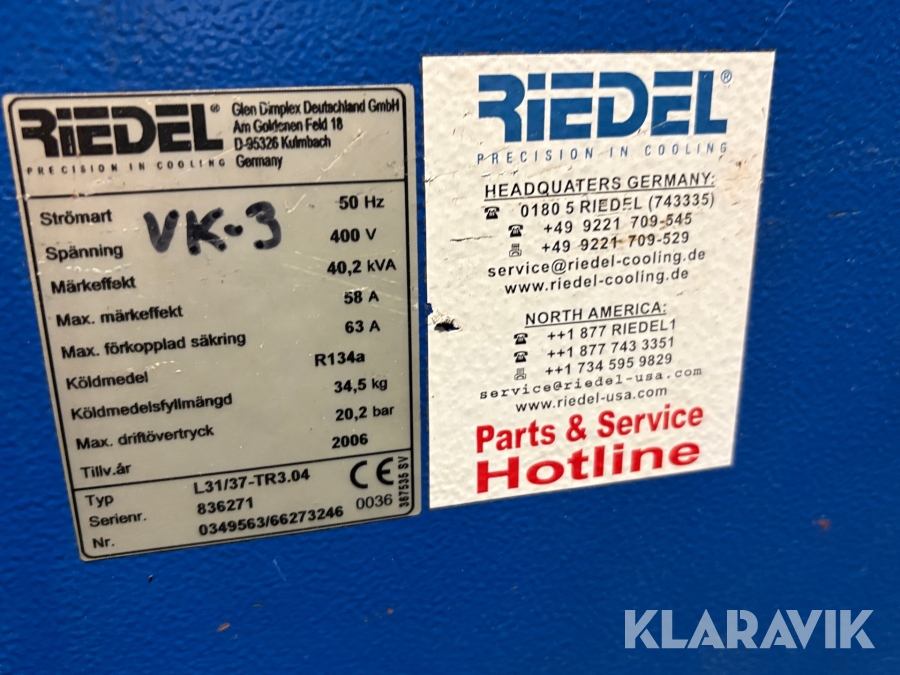 RIEDEL®
PRECISION IN COOLING
Glen Dimplex Deutschland GmbH
Am Goldenen Feld 18
D-95326 Kulmbach
Germany
VK-3
Strömart 50 Hz
Spänning 400 V
Märkeffekt 40,2 kVA
Max. märkeffekt 58 A
Max. förkopplad säkring 63 A
Köldmedel R134a
Köldmedelsfyllmängd 34,5 kg
Max. driftövertryck 20,2 bar
Tillv.år 2006
Typ L31/37-TR3.04
Serienr. 836271
Nr. 0349563/66273246
CE
0036
367535 SV
RIEDEL®
PRECISION IN COOLING
HEADQUATERS GERMANY:
0180 5 RIEDEL (743335)
+49 9221 709-545
+49 9221 709-529
service@riedel-cooling.de
www.riedel-cooling.de
NORTH AMERICA:
++1 877 RIEDEL1
++1 877 743 3351
++1 734 595 9829
service@riedel-usa.com
www.riedel-usa.com
Parts & Service
Hotline
KLARAVIK